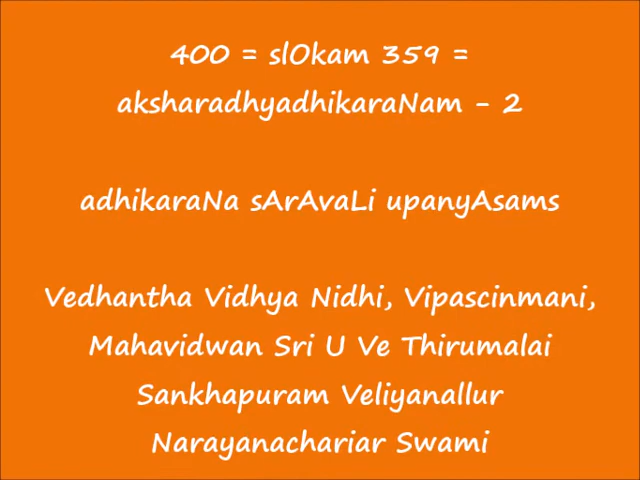 400 = slOkam 359 =
aksharadhyadhikaraNam - 2
adhikaraNa sArAvaLi upanyAsams
Vedhantha Vidhya Nidhi, Vipascinmani,
Mahavidwan Sri U Ve Thirumalai
Sankhapuram Veliyanallur
Narayanachariar Swami